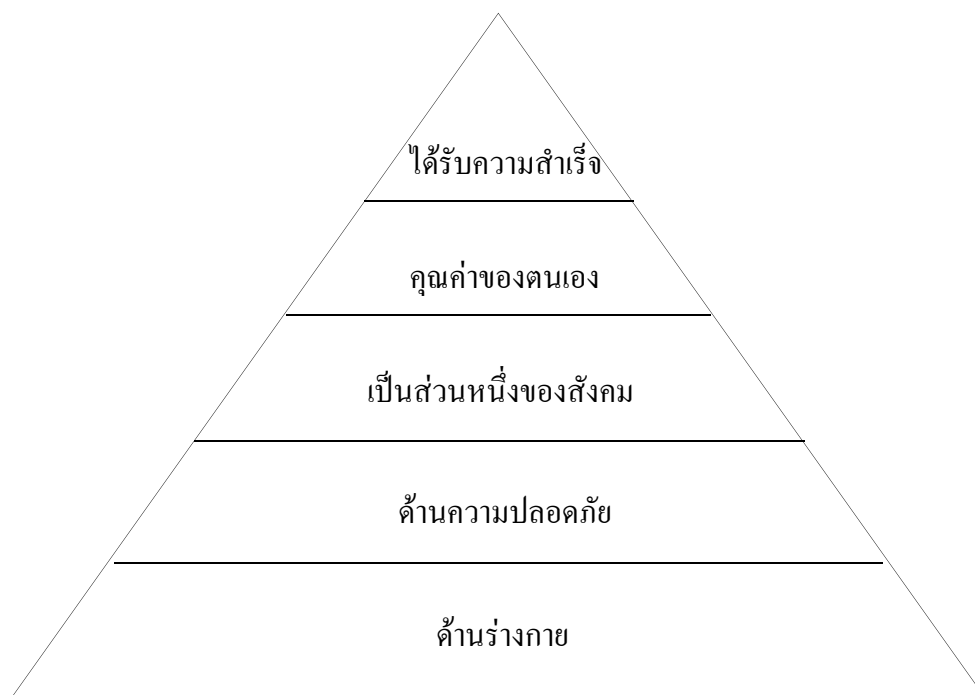 ได้รับความสำเร็จ
คุณค่าของตนเอง
เป็นส่วนหนึ่งของสังคม
ด้านความปลอดภัย
ด้านร่างกาย